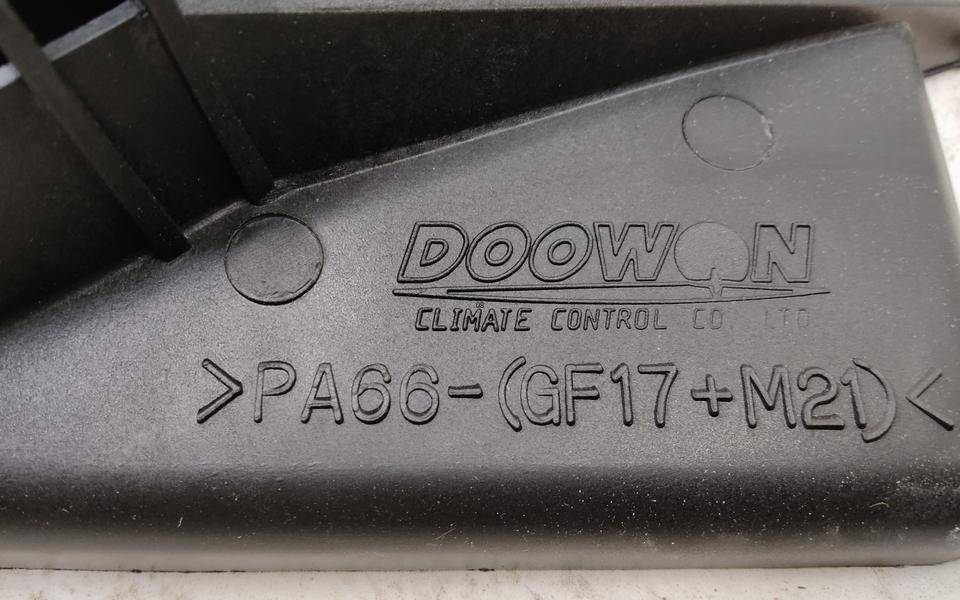 DOOWON
CLIMATE CONTROL CO. LTD
>PA66-(GF17+M21)<